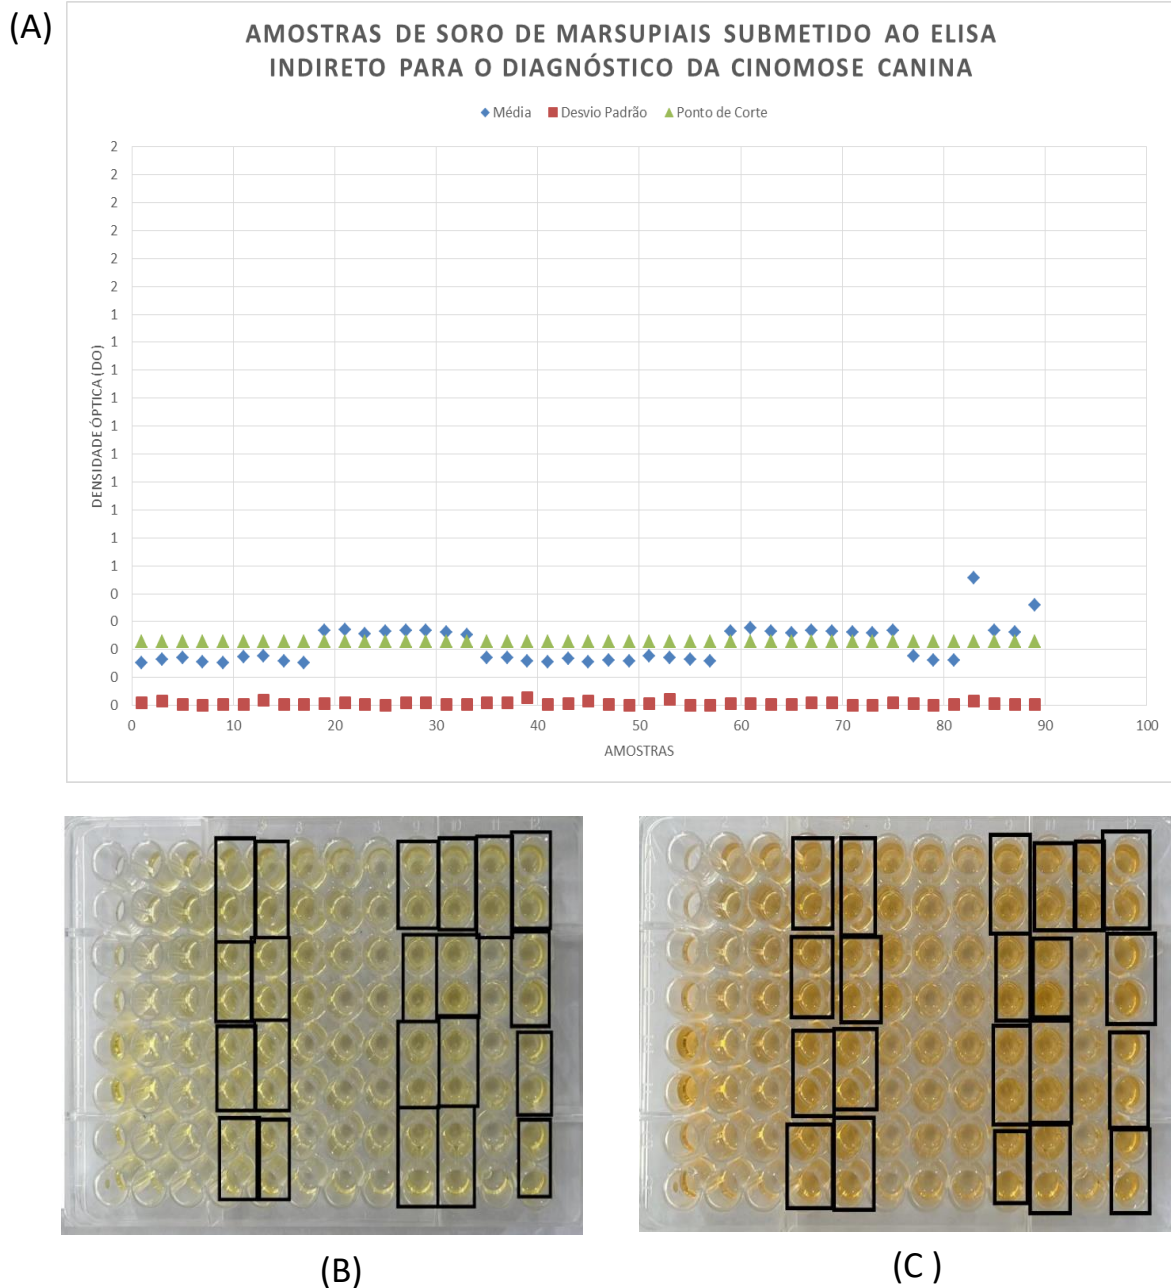 (A)
AMOSTRAS DE SORO DE MARSUPIAIS SUBMETIDO AO ELISA
INDIRETO PARA O DIAGNÓSTICO DA CINOMOSE CANINA
Média Desvio Padrão Ponto de Corte
2
2
2
2
2
2
1
1
1
1
1
1
1
1
1
1
0
0
0
0
0
DENSIDADE ÓPTICA (DO)
0 10 20 30 40 50 60 70 80 90 100
AMOSTRAS
(B)
(C )